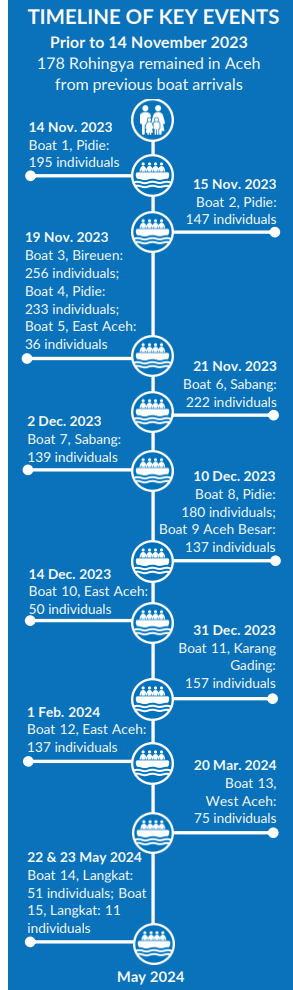 TIMELINE OF KEY EVENTS
Prior to 14 November 2023
178 Rohingya remained in Aceh
from previous boat arrivals
14 Nov. 2023
Boat 1, Pidie:
195 individuals
15 Nov. 2023
Boat 2, Pidie:
147 individuals
19 Nov. 2023
Boat 3, Bireuen:
256 individuals;
Boat 4, Pidie:
233 individuals;
Boat 5, East Aceh:
36 individuals
21 Nov. 2023
Boat 6, Sabang:
222 individuals
2 Dec. 2023
Boat 7, Sabang:
139 individuals
10 Dec. 2023
Boat 8, Pidie:
180 individuals;
Boat 9 Aceh Besar:
137 individuals
14 Dec. 2023
Boat 10, East Aceh:
50 individuals
31 Dec. 2023
Boat 11, Karang
Gading:
157 individuals
1 Feb. 2024
Boat 12, East Aceh:
137 individuals
20 Mar. 2024
Boat 13,
West Aceh:
75 individuals
22 & 23 May 2024
Boat 14, Langkat:
51 individuals; Boat
15, Langkat: 11
individuals
May 2024